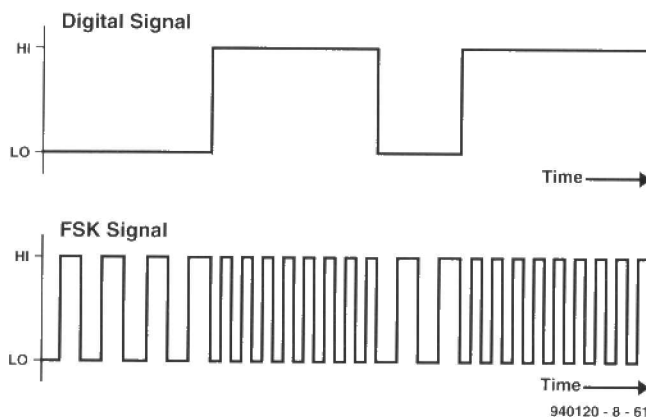 Digital Signal
HI
LO
Time
FSK Signal
HI
LO
Time
940120 - 8 - 61